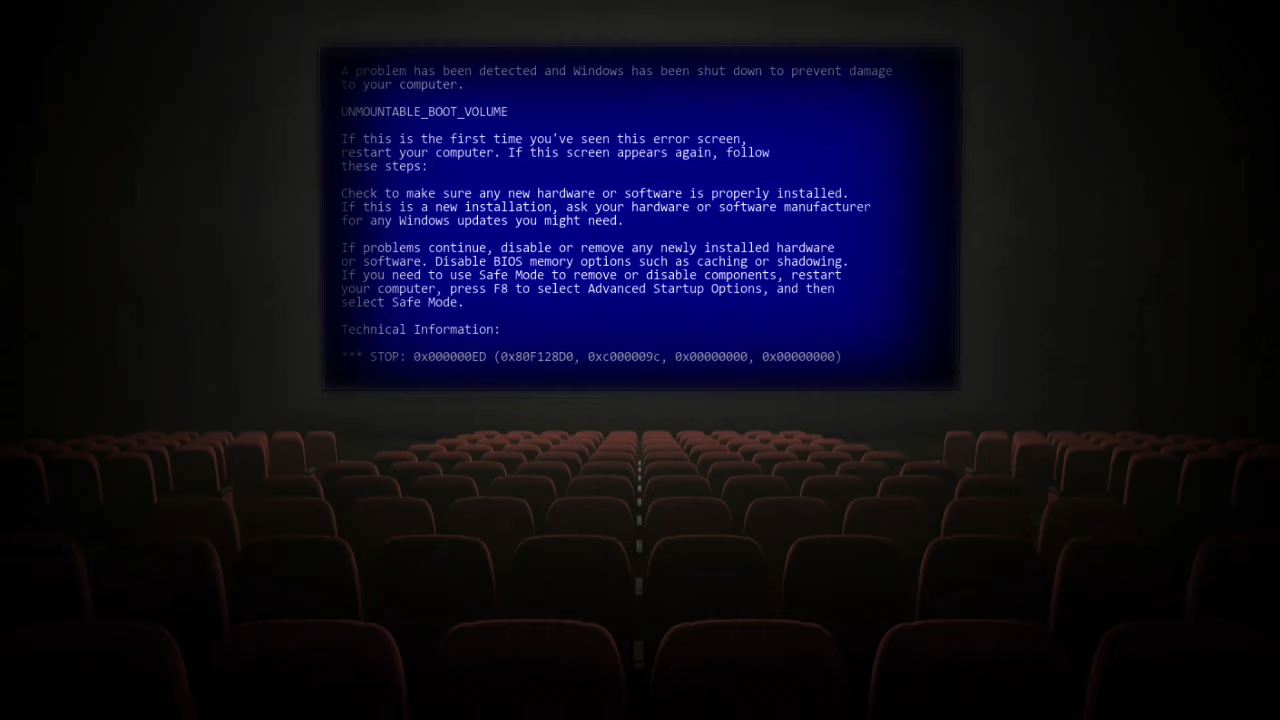 A problem has been detected and Windows has been shut down to prevent damage
to your computer.
UNMOUNTABLE_BOOT_VOLUME
If this is the first time you've seen this error screen,
restart your computer. If this screen appears again, follow
these steps:
Check to make sure any new hardware or software is properly installed.
If this is a new installation, ask your hardware or software manufacturer
for any Windows updates you might need.
If problems continue, disable or remove any newly installed hardware
or software. Disable BIOS memory options such as caching or shadowing.
If you need to use Safe Mode to remove or disable components, restart
your computer, press F8 to select Advanced Startup Options, and then
select Safe Mode.
Technical Information:
*** STOP: 0x000000ED (0x80F128D0, 0xc000009c, 0x00000000, 0x00000000)